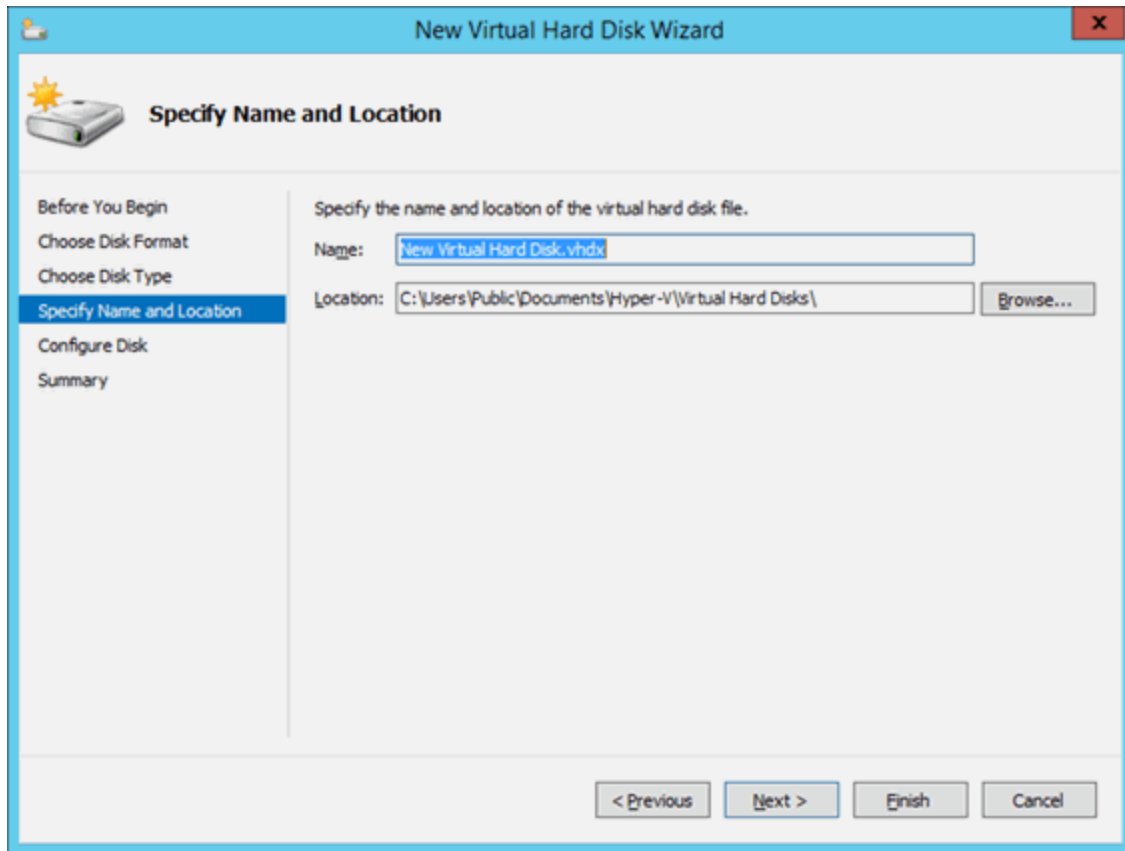 New Virtual Hard Disk Wizard
x
Specify Name and Location
Before You Begin
Choose Disk Format
Choose Disk Type
Specify Name and Location
Configure Disk
Summary
Specify the name and location of the virtual hard disk file.
Name: New Virtual Hard Disk.vhdx
Location: C:\Users\Public\Documents\Hyper-V\Virtual Hard Disks\ Browse...
< Previous Next > Finish Cancel